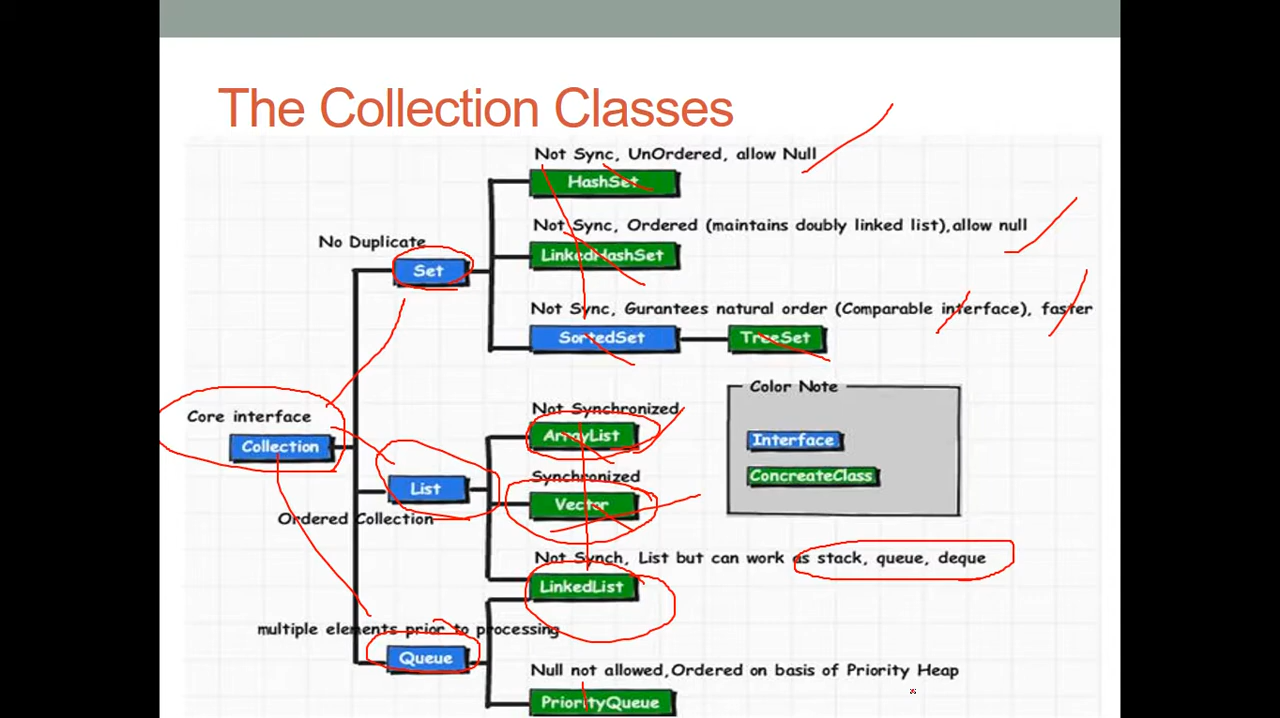 The Collection Classes
Not Sync, UnOrdered, allow Null
HashSet
Not Sync, Ordered (maintains doubly linked list),allow null
No Duplicate
LinkedHashSet
Set
Not Sync, Gurantees natural order (Comparable interface), faster
SortedSet
TreeSet
Color Note
Interface
ConcreateClass
Core interface
Collection
Not Synchronized
ArrayList
Synchronized
List
Vector
Ordered Collection
Not Synch, List but can work as stack, queue, deque
LinkedList
multiple elements prior to processing
Queue
Null not allowed,Ordered on basis of Priority Heap
PriorityQueue